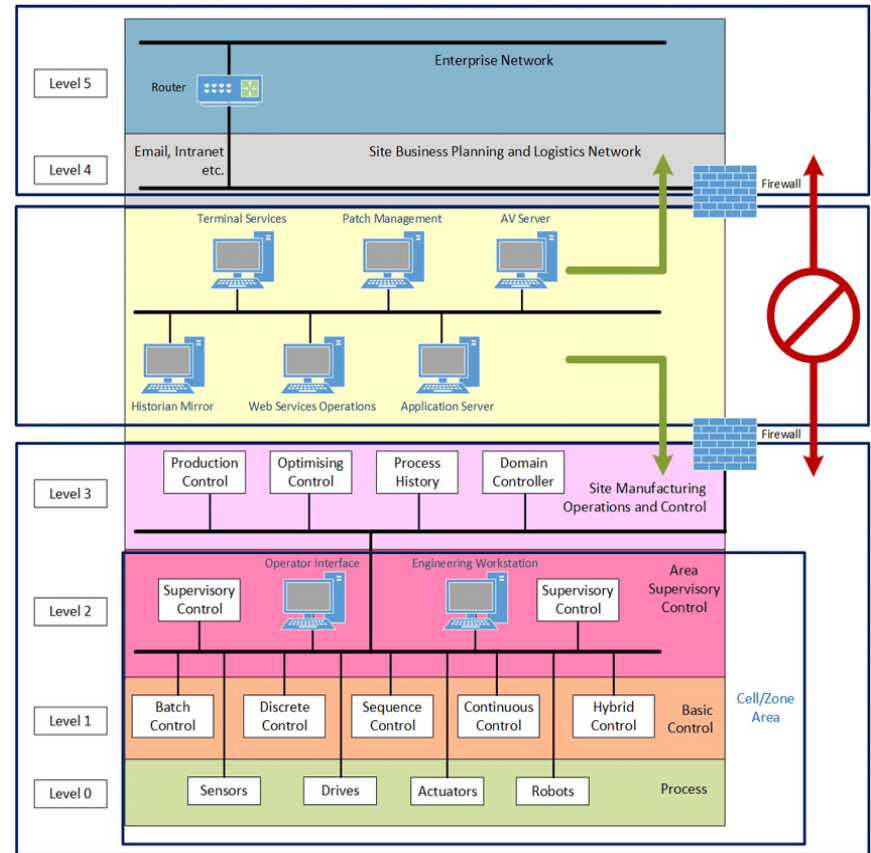 Enterprise Network
Level 5
Router
Email, Intranet
etc.
Site Business Planning and Logistics Network
Level 4
Firewall
Terminal Services
Patch Management
AV Server
Historian Mirror
Web Services Operations
Application Server
Firewall
Production
Control
Optimising
Control
Process
History
Domain
Controller
Level 3
Site Manufacturing
Operations and Control
Operator Interface
Engineering Workstation
Area
Supervisory
Control
Supervisory
Control
Supervisory
Control
Level 2
Batch
Control
Discrete
Control
Sequence
Control
Continuous
Control
Hybrid
Control
Basic
Control
Level 1
Cell/Zone
Area
Level 0
Sensors
Drives
Actuators
Robots
Process